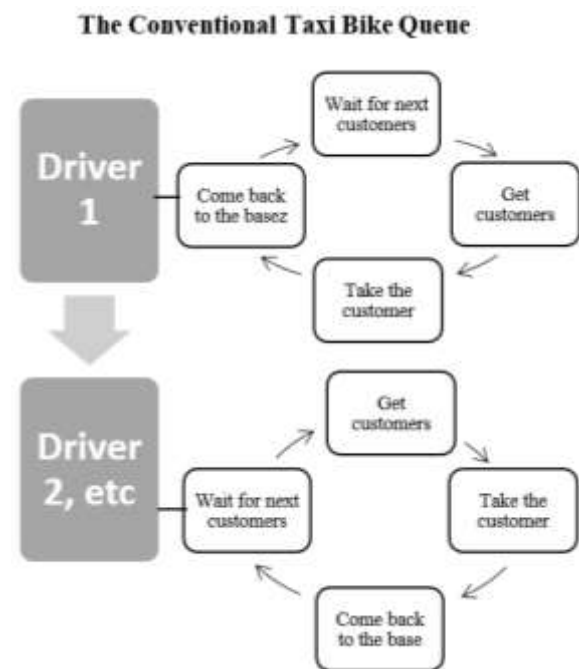 The Conventional Taxi Bike Queue
Driver
1
Wait for next
customers
Come back
to the basez
Get
customers
Take the
customer
Driver
2, etc
Get
customers
Wait for next
customers
Take the
customer
Come back
to the base